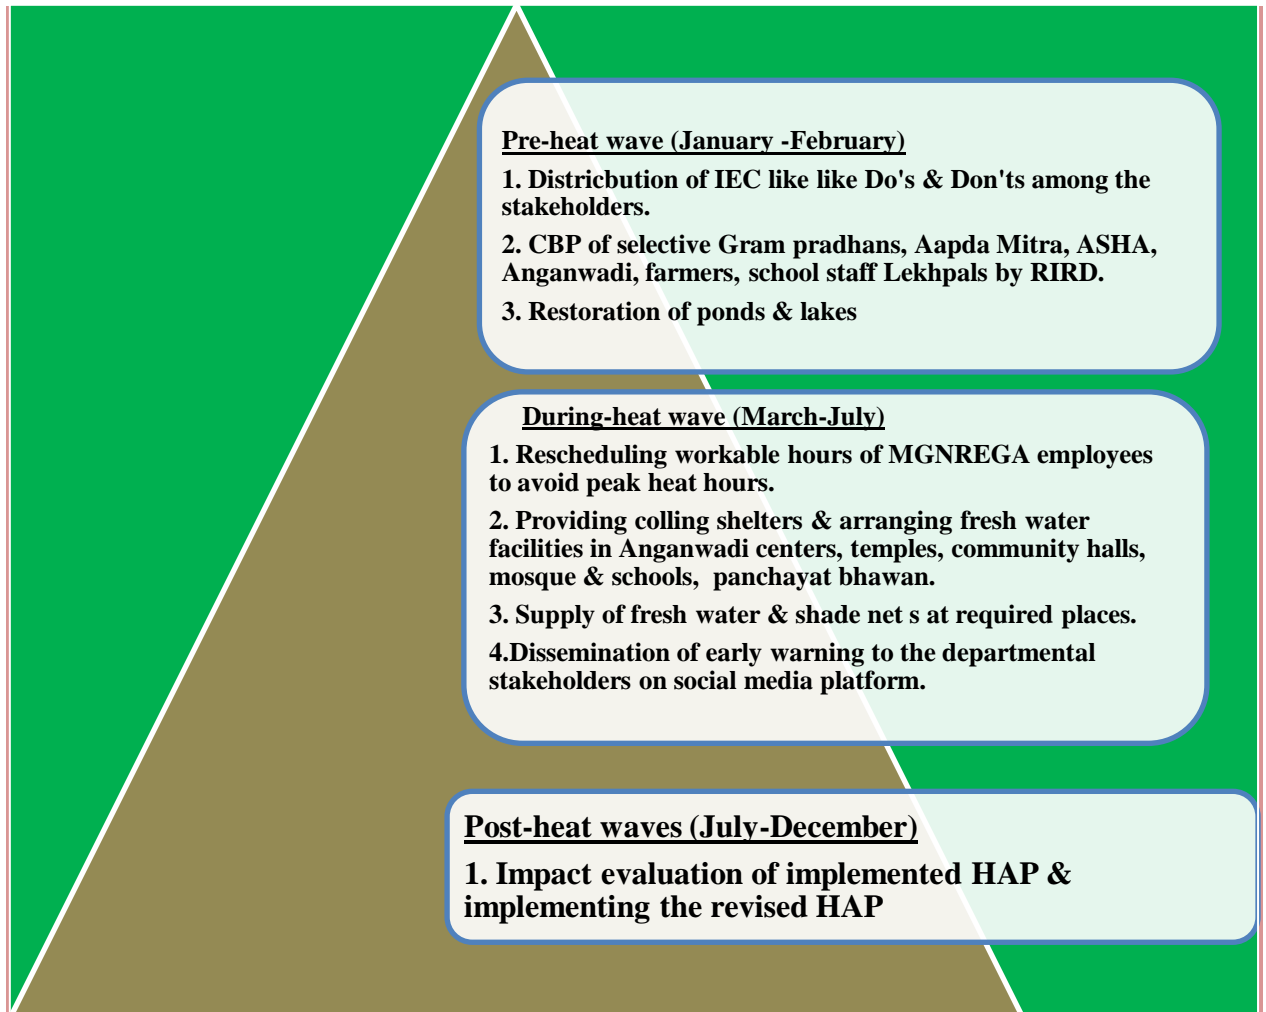 Pre-heat wave (January -February)
1. Districbution of IEC like like Do's & Don'ts among the
stakeholders.
2. CBP of selective Gram pradhans, Aapda Mitra, ASHA,
Anganwadi, farmers, school staff Lekhpals by RIRD.
3. Restoration of ponds & lakes
During-heat wave (March-July)
1. Rescheduling workable hours of MGNREGA employees
to avoid peak heat hours.
2. Providing colling shelters & arranging fresh water
facilities in Anganwadi centers, temples, community halls,
mosque & schools,  panchayat bhawan.
3. Supply of fresh water & shade net s at required places.
4.Dissemination of early warning to the departmental
stakeholders on social media platform.
Post-heat waves (July-December)
1. Impact evaluation of implemented HAP &
implementing the revised HAP